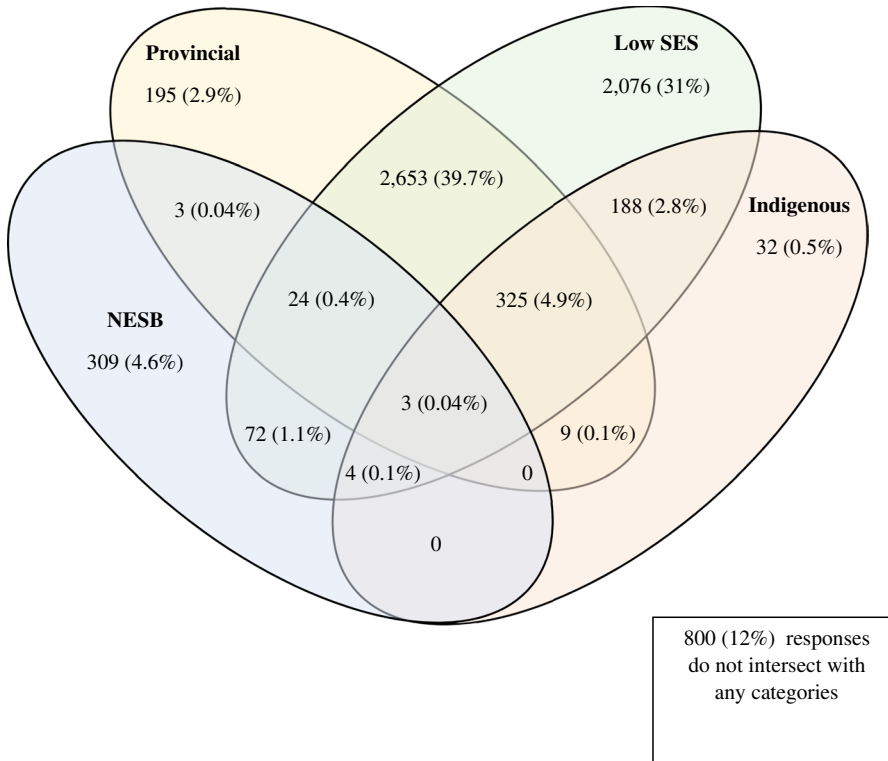 Provincial
195 (2.9%)
Low SES
2,076 (31%)
2,653 (39.7%)
3 (0.04%)
188 (2.8%)
Indigenous
32 (0.5%)
24 (0.4%)
325 (4.9%)
NESB
309 (4.6%)
3 (0.04%)
72 (1.1%)
9 (0.1%)
4 (0.1%)
0
0
800 (12%) responses
do not intersect with
any categories